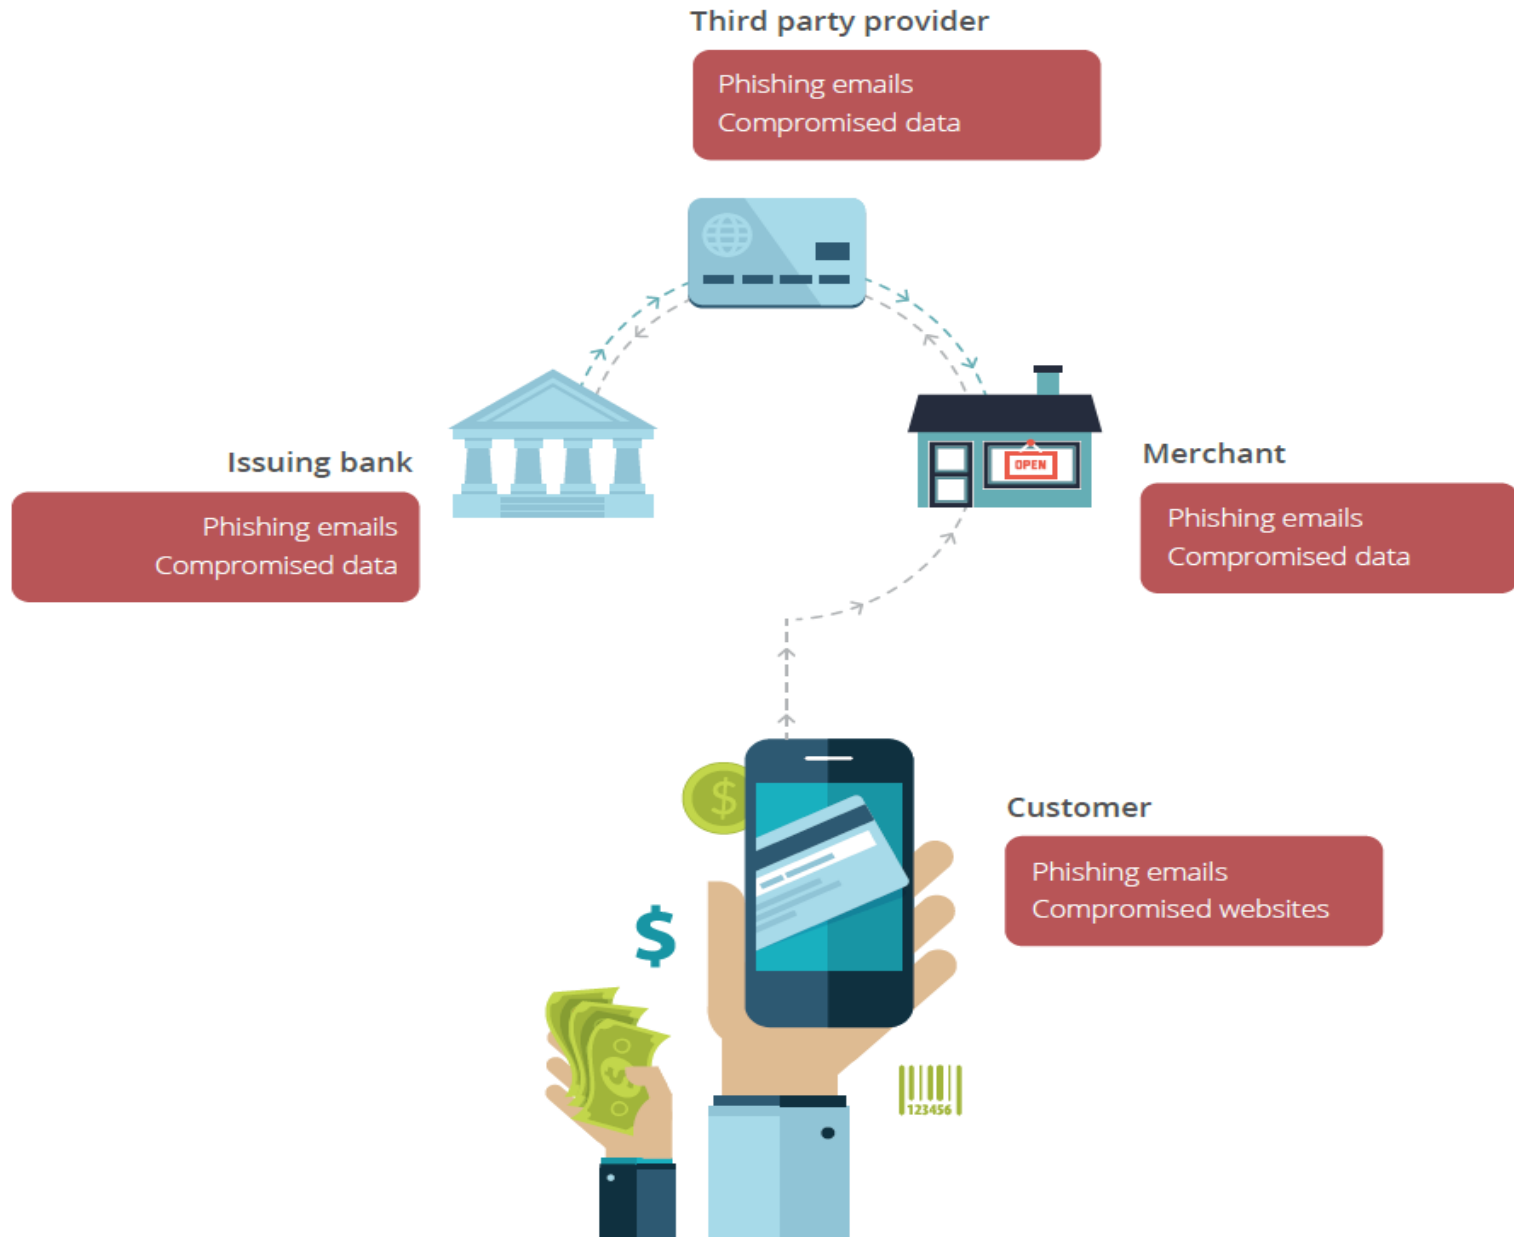 Third party provider
Phishing emails
Compromised data
Issuing bank
Phishing emails
Compromised data
OPEN
Merchant
Phishing emails
Compromised data
$
Customer
Phishing emails
Compromised websites
$
$
123456